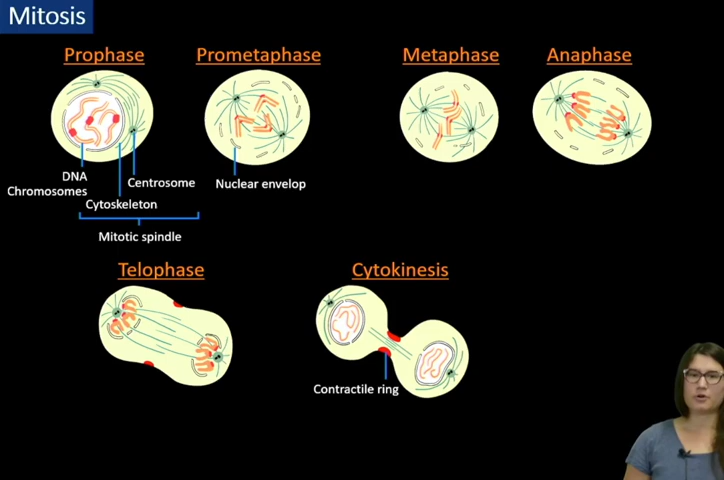 Mitosis
Prophase
Prometaphase
Metaphase
Anaphase
DNA
Chromosomes
Centrosome
Cytoskeleton
Mitotic spindle
Nuclear envelop
Telophase
Cytokinesis
Contractile ring